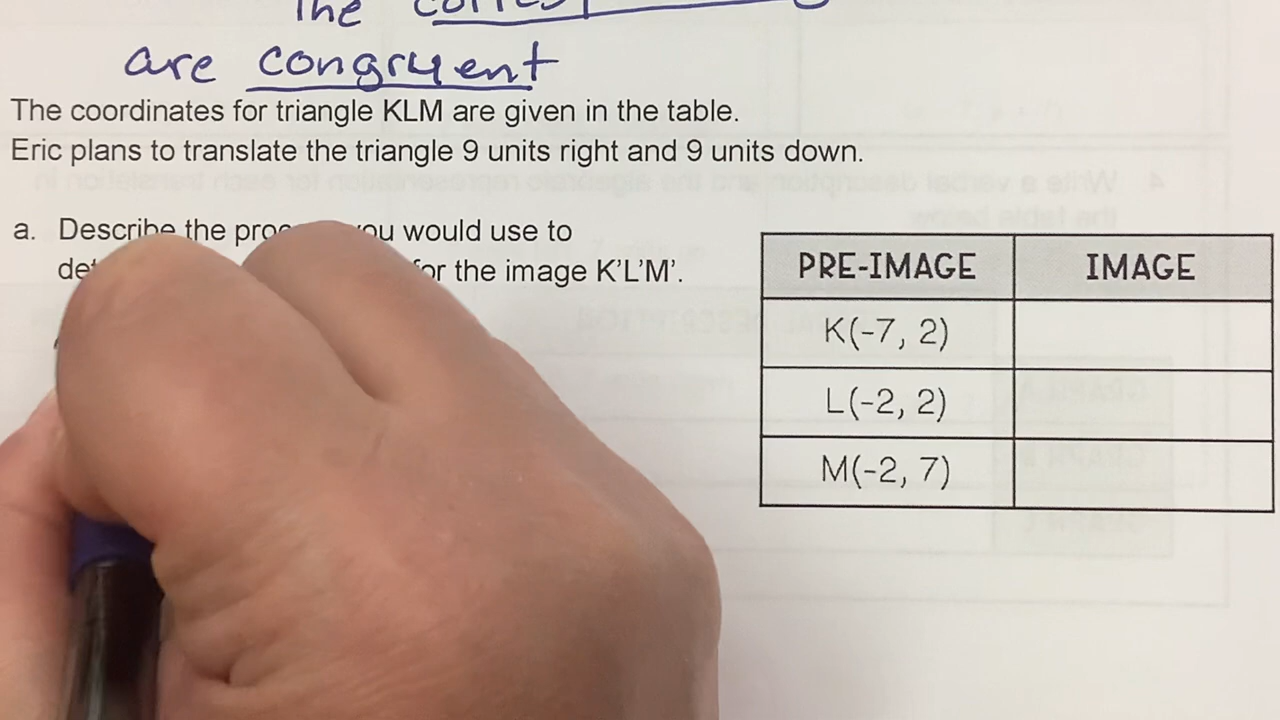 The
are congruent
The coordinates for triangle KLM are given in the table.
Eric plans to translate the triangle 9 units right and 9 units down.
a. Describe the you would use to
for the image K'L'M'.
PRE-IMAGE IMAGE
K(-7, 2)
L(-2, 2)
M(-2, 7)